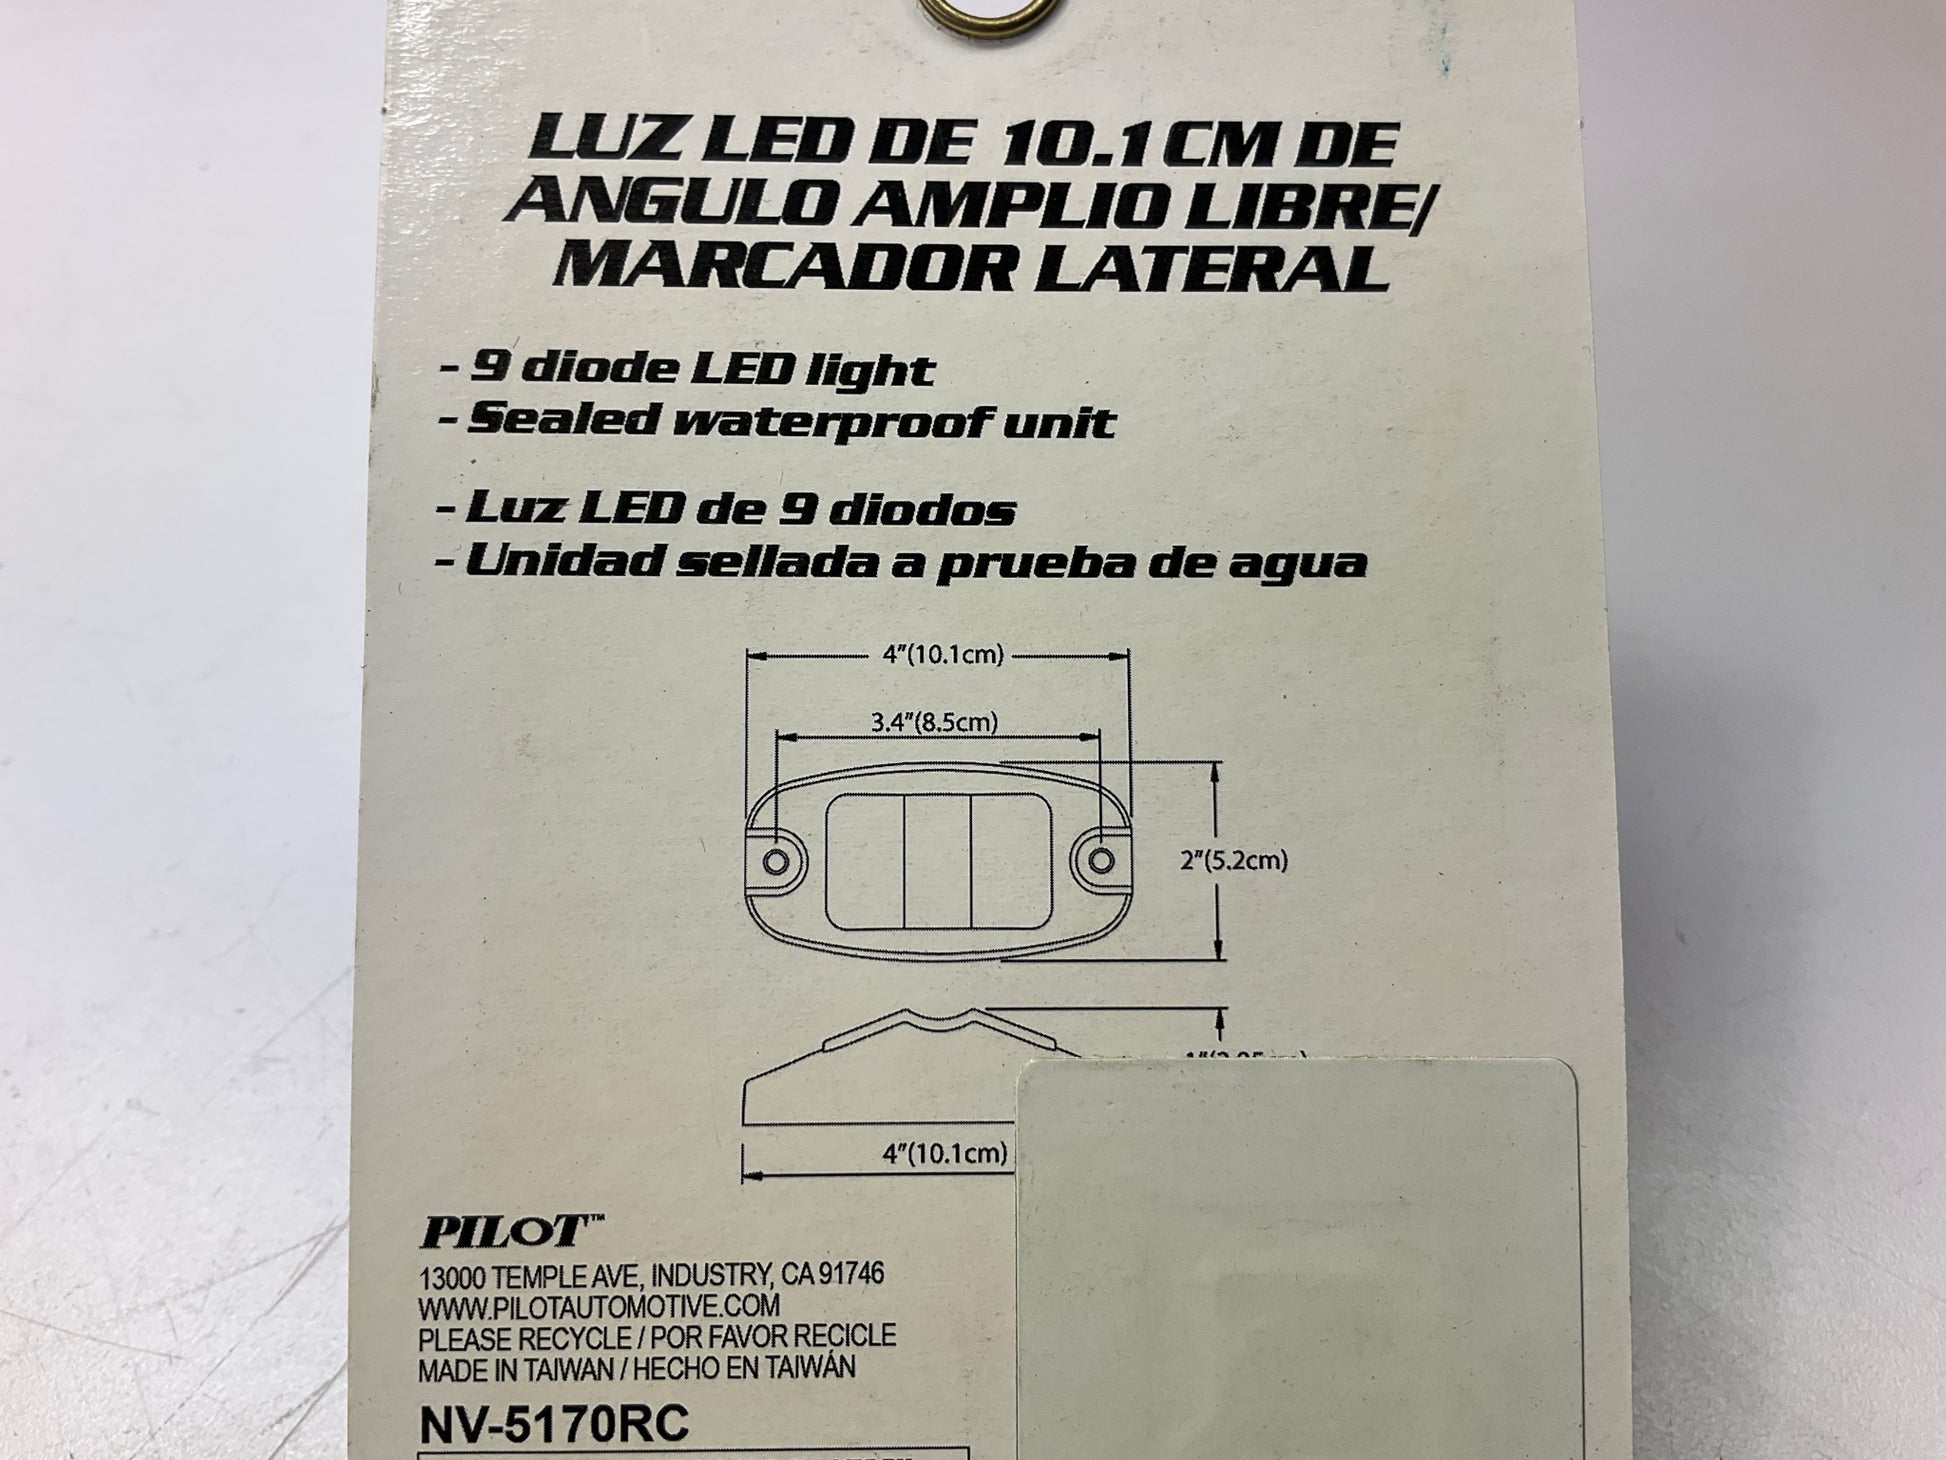 LUZ LED DE 10.1 CM DE
ANGULO AMPLIO LIBRE/
MARCADOR LATERAL
- 9 diode LED light
- Sealed waterproof unit
- Luz LED de 9 diodos
- Unidad sellada a prueba de agua
4"(10.1cm)
3.4"(8.5cm)
2"(5.2cm)
4"(10.1cm)
PILOT™
13000 TEMPLE AVE, INDUSTRY, CA 91746
WWW.PILOTAUTOMOTIVE.COM
PLEASE RECYCLE / POR FAVOR RECICLE
MADE IN TAIWAN / HECHO EN TAIWÁN
NV-5170RC